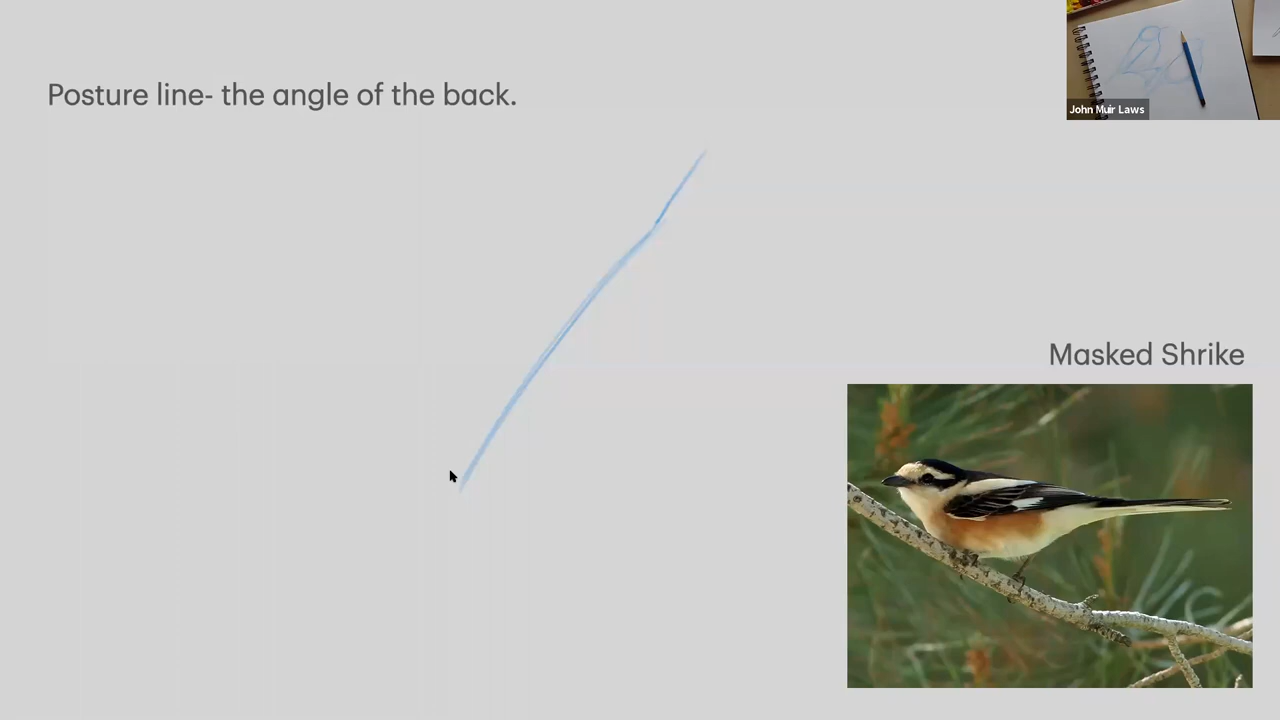 Posture line- the angle of the back.
John Muir Laws
Masked Shrike